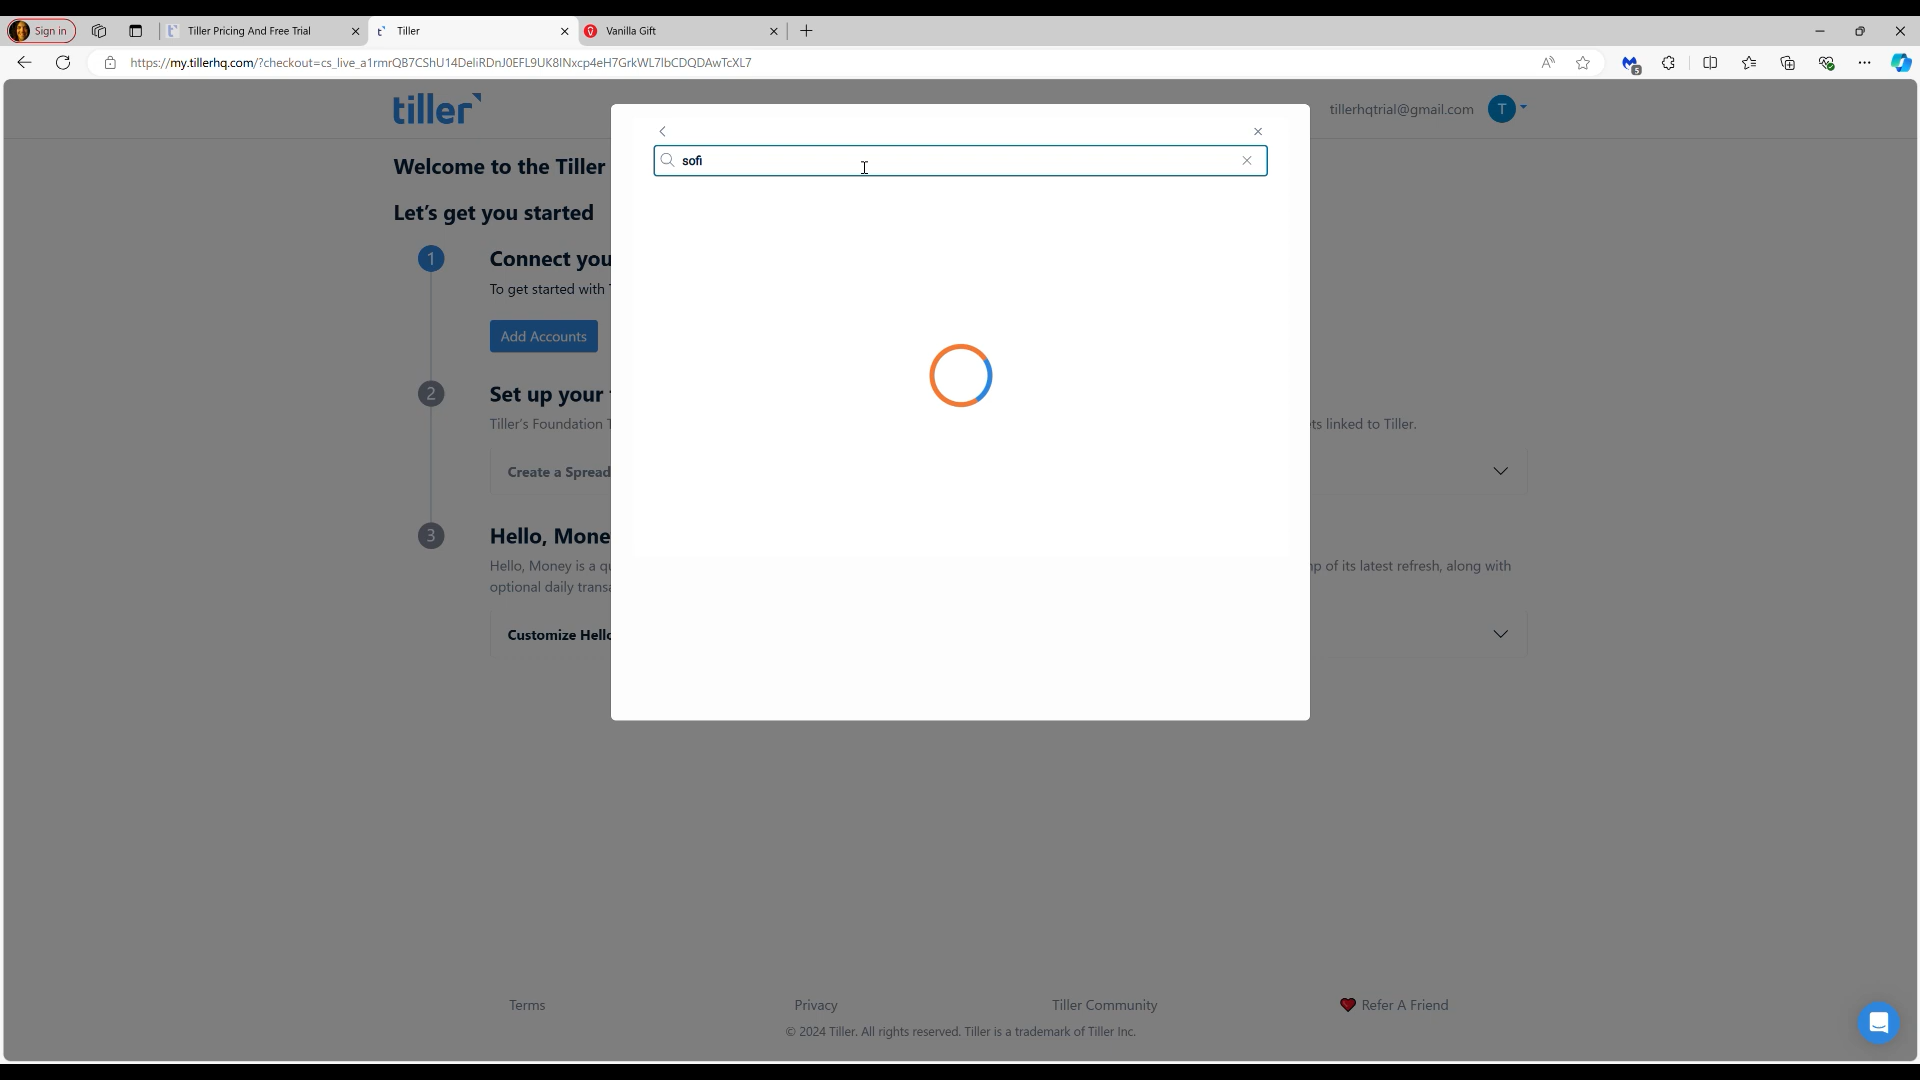 Sign in
Tiller Pricing And Free Trial
Tiller
Vanilla Gift
https://my.tillerhq.com/?checkout=cs_live_a1rmrQB7CShU14DeliRDnJ0EFL9UK8INxcp4eH7GrkWL7IbCDQDAwTcXL7
5
tiller
tillerhqtrial@gmail.com
T
sofi
Welcome to the Tiller
Let's get you started
1
Connect you
To get started with
Add Accounts
2
Set up your
Tiller's Foundation
ts linked to Tiller.
Create a Spread
3
Hello, Mone
Hello, Money is a qu
p of its latest refresh, along with
optional daily transa
Customize Hello
Terms
Privacy
Tiller Community
Refer A Friend
© 2024 Tiller. All rights reserved. Tiller is a trademark of Tiller Inc.